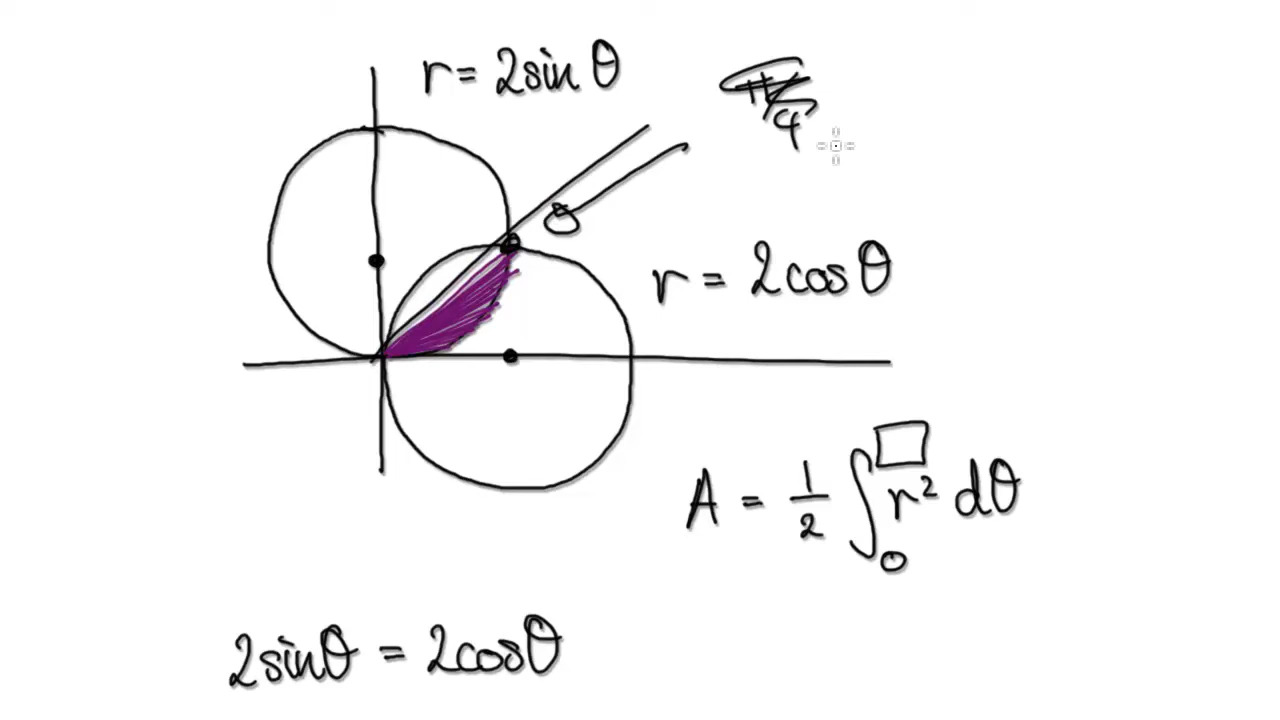 r = 2sin θ
π/4
r = 2cos θ
A = 1/2 ∫₀^□ r² dθ
2sinθ = 2cosθ